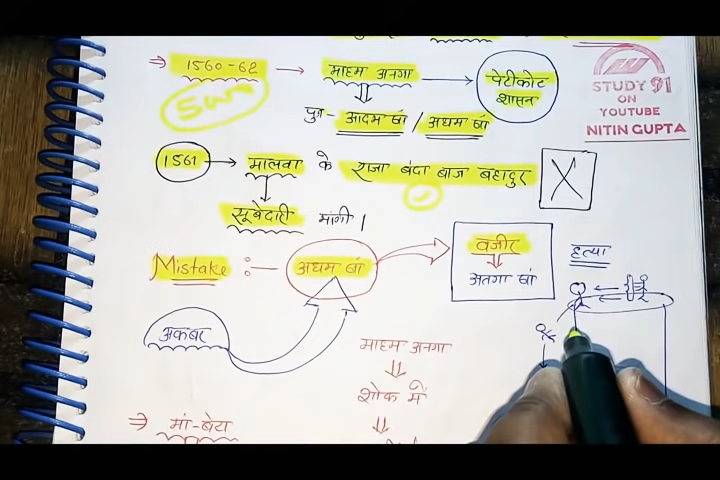 ⇒ 1560-62 → माहम अनगा → पेटीकोट शासन
पुत्र- आदम खां / अधम खां
1561 → मालवा के राजा बंदा बाज बहादुर X
सूबेदारी मांगी।
Mistake :- अधम खां
वजीर
अतगा खां
हत्या
अकबर
माहम अनगा
शोक में
⇒ मां-बेटा
STUDY 91
ON
YOUTUBE
NITIN GUPTA